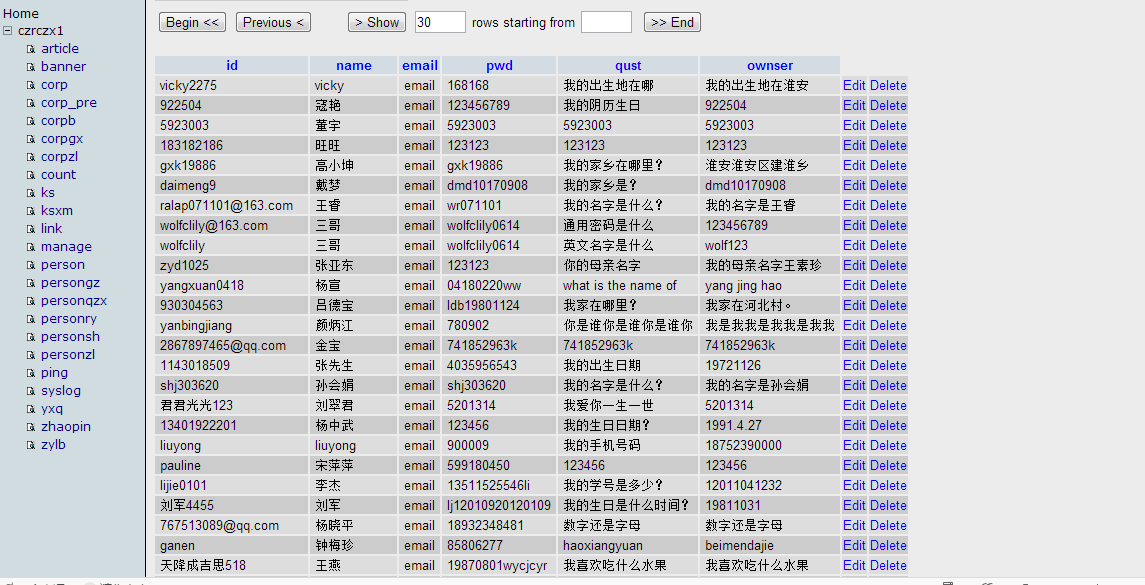 Home
czrczx1
article
banner
corp
corp_pre
corpb
corpgx
corpzl
count
ks
ksxm
link
manage
person
persongz
personqzx
personry
personsh
personzl
ping
syslog
yxq
zhaopin
zylb
Begin << Previous < > Show 30 rows starting from >> End
id name email pwd qust ownser
vicky2275 vicky email 168168 我的出生地在哪 我的出生地在淮安 Edit Delete
922504 寇艳 email 123456789 我的阴历生日 922504 Edit Delete
5923003 董宇 email 5923003 5923003 5923003 Edit Delete
183182186 旺旺 email 123123 123123 123123 Edit Delete
gxk19886 高小坤 email gxk19886 我的家乡在哪里？ 淮安淮安区建淮乡 Edit Delete
daimeng9 戴梦 email dmd10170908 我的家乡是？ dmd10170908 Edit Delete
ralap071101@163.com 王睿 email wr071101 我的名字是什么？ 我的名字是王睿 Edit Delete
wolfclily@163.com 三哥 email wolfclily0614 通用密码是什么 123456789 Edit Delete
wolfclily 三哥 email wolfclily0614 英文名字是什么 wolf123 Edit Delete
zyd1025 张亚东 email 123123 你的母亲名字 我的母亲名字王素珍 Edit Delete
yangxuan0418 杨宣 email 04180220ww what is the name of yang jing hao Edit Delete
930304563 吕德宝 email ldb19801124 我家在哪里？ 我家在河北村。 Edit Delete
yanbingjiang 颜炳江 email 780902 你是谁你是谁你是谁你 我是我我是我我是我我 Edit Delete
2867897465@qq.com 金宝 email 741852963k 741852963k 741852963k Edit Delete
1143018509 张先生 email 4035956543 我的出生日期 19721126 Edit Delete
shj303620 孙会娟 email shj303620 我的名字是什么？ 我的名字是孙会娟 Edit Delete
君君光光123 刘翠君 email 5201314 我爱你一生一世 5201314 Edit Delete
13401922201 杨中武 email 123456 我的生日日期？ 1991.4.27 Edit Delete
liuyong liuyong email 900009 我的手机号码 18752390000 Edit Delete
pauline 宋萍萍 email 599180450 123456 123456 Edit Delete
lijie0101 李杰 email 13511525546li 我的学号是多少？ 12011041232 Edit Delete
刘军4455 刘军 email lj12010920120109 我的生日是什么时间？ 19811031 Edit Delete
767513089@qq.com 杨晓平 email 18932348481 数字还是字母 数字还是字母 Edit Delete
ganen 钟梅珍 email 85806277 haoxiangyuan beimendajie Edit Delete
天降成吉思518 王燕 email 19870801wycjcyr 我喜欢吃什么水果 我喜欢吃什么水果 Edit Delete